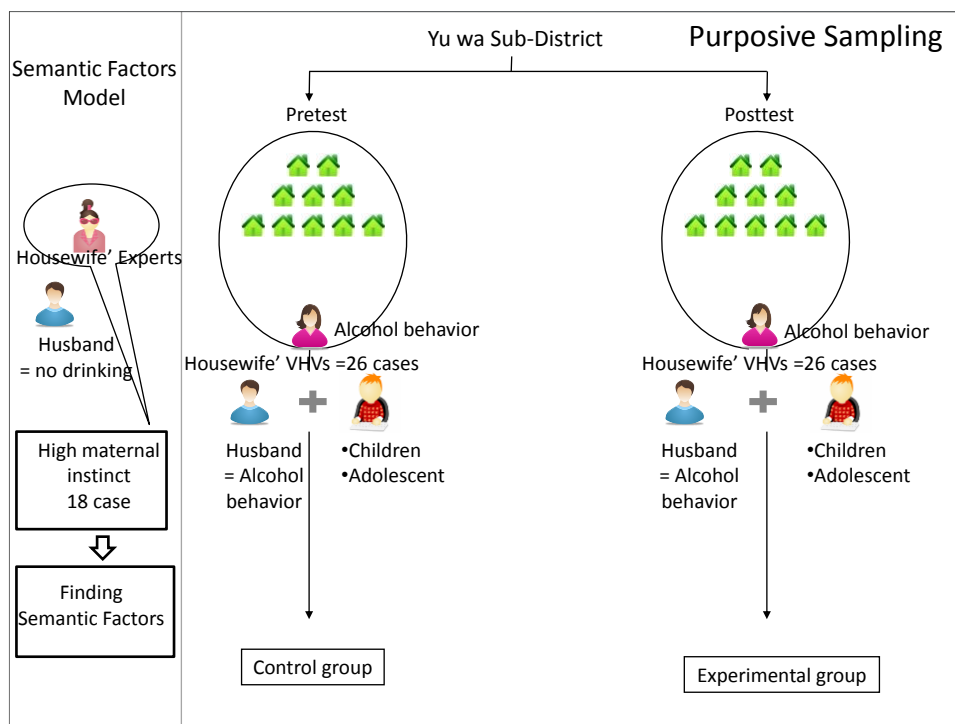 Semantic Factors
Model
Housewife’ Experts
Husband
= no drinking
High maternal
instinct
18 case
Finding
Semantic Factors
Purposive Sampling
Yu wa Sub-District
Pretest
Alcohol behavior
Housewife’ VHVs =26 cases
Husband
= Alcohol
behavior
•Children
•Adolescent
Control group
Posttest
Alcohol behavior
Housewife’ VHVs =26 cases
Husband
= Alcohol
behavior
•Children
•Adolescent
Experimental group